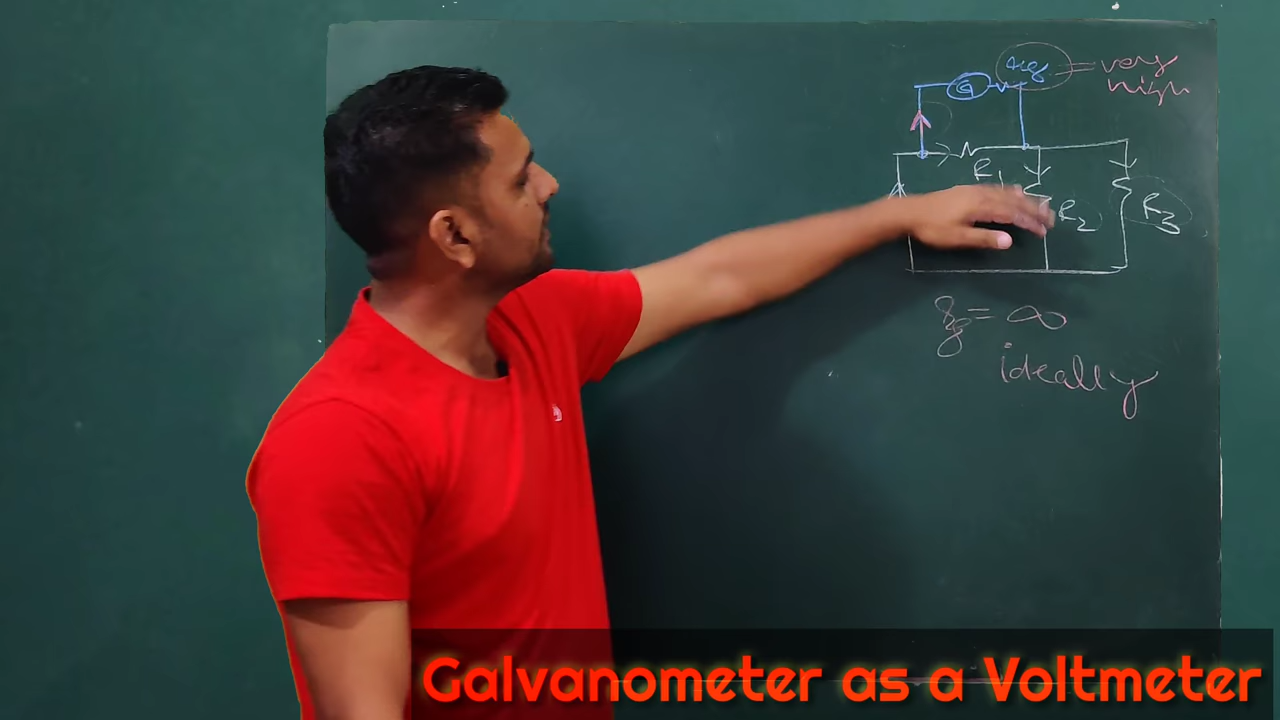 = very
high
G
R1
R2
R3
= ∞
ideally
Galvanometer as a Voltmeter